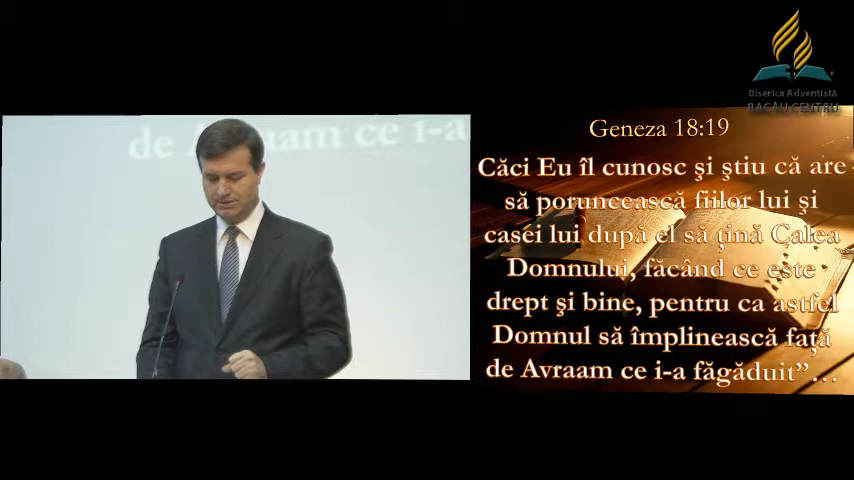 Biserica Adventistă
BACĂU CENTRU
de Avraam ce i-a
Geneza 18:19
Căci Eu îl cunosc şi ştiu că are
să poruncească fiilor lui şi
casei lui după el să ţină Calea
Domnului, făcând ce este
drept şi bine, pentru ca astfel
Domnul să împlinească faţă
de Avraam ce i-a făgăduit”…